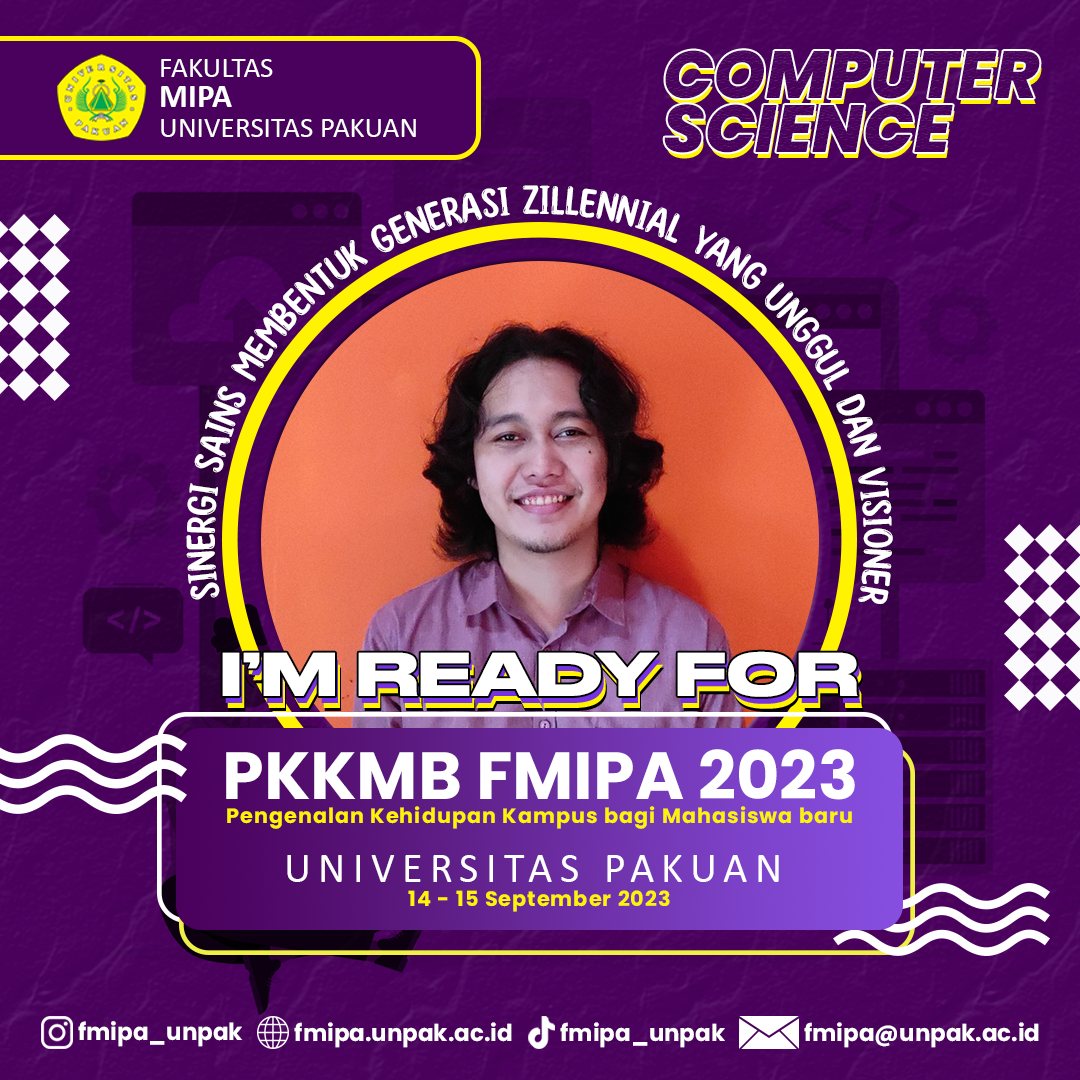 FAKULTAS
MIPA
UNIVERSITAS PAKUAN
UNIVERSITAS
PAKUAN
COMPUTER
SCIENCE
SINERGI SAINS MEMBENTUK GENERASI ZILLENNIAL YANG UNGGUL DAN VISIONER
</>
I'M READY FOR
PKKMB FMIPA 2023
Pengenalan Kehidupan Kampus bagi Mahasiswa baru
UNIVERSITAS PAKUAN
14 - 15 September 2023
fmipa_unpak fmipa.unpak.ac.id fmipa_unpak fmipa@unpak.ac.id